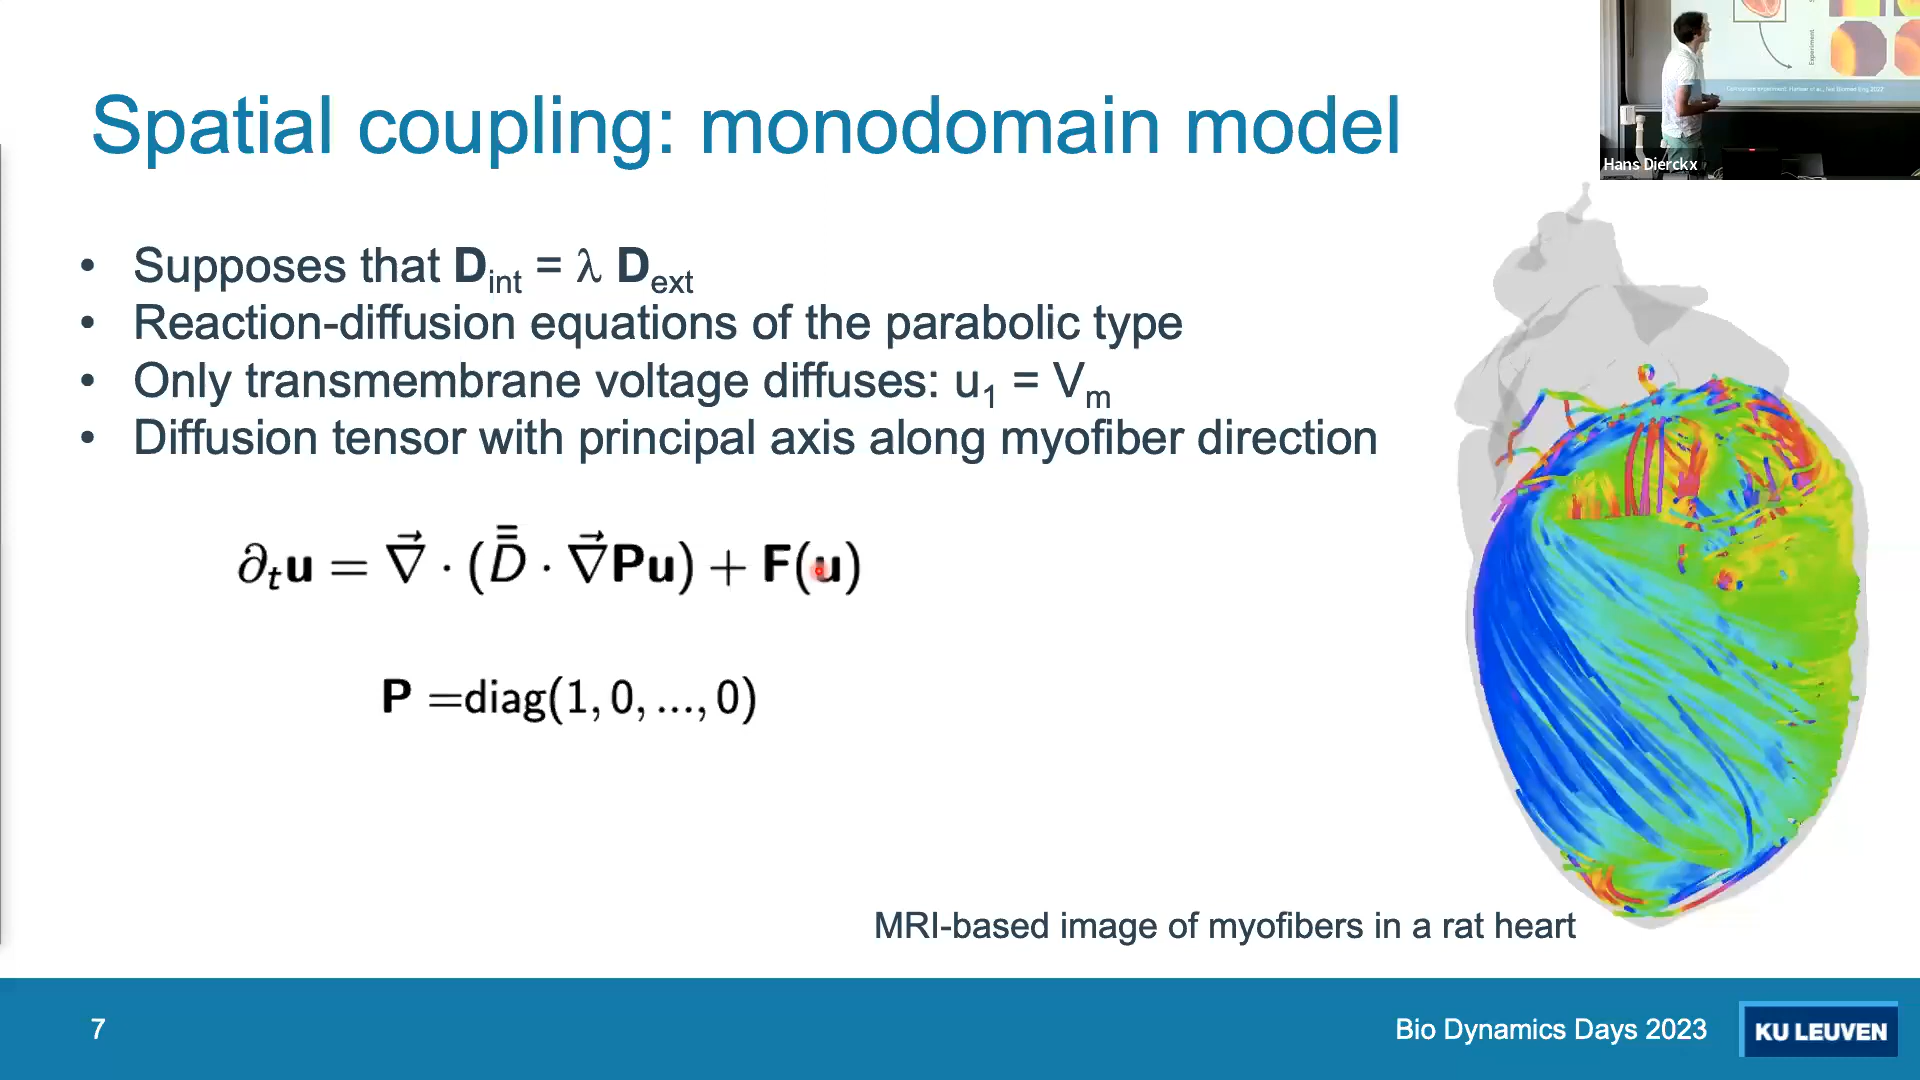 Spatial coupling: monodomain model
Hans Dierckx
Experiment
• Supposes that D_int = λ D_ext
• Reaction-diffusion equations of the parabolic type
• Only transmembrane voltage diffuses: u₁ = V_m
• Diffusion tensor with principal axis along myofiber direction
∂ₜu = ∇⃗ · (D̿ · ∇⃗Pu) + F(u)
P =diag(1, 0, ..., 0)
MRI-based image of myofibers in a rat heart
7
Bio Dynamics Days 2023
KU LEUVEN